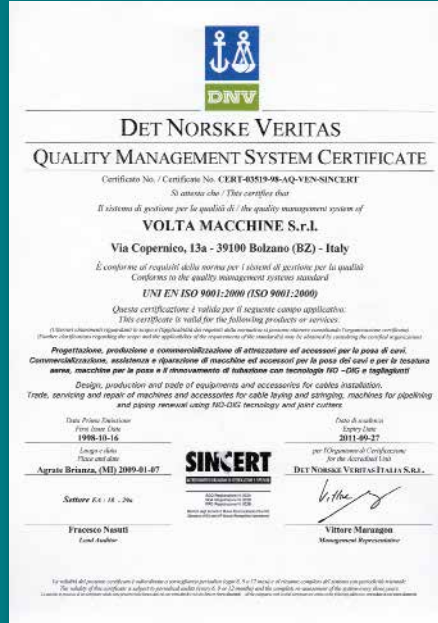 DNV
DET NORSKE VERITAS
QUALITY MANAGEMENT SYSTEM CERTIFICATE
Certificato No. / Certificate No. CERT-03519-98-AQ-VEN-SINCERT
Si attesta che / This certifies that
Il sistema di gestione per la qualità di / the quality management system of
VOLTA MACCHINE S.r.l.
Via Copernico, 13a - 39100 Bolzano (BZ) - Italy
È conforme ai requisiti della norma per i sistemi di gestione per la qualità
Conforms to the quality management systems standard
UNI EN ISO 9001:2000 (ISO 9001:2000)
Questa certificazione è valida per il seguente campo applicativo:
This certificate is valid for the following products or services:
Progettazione, produzione e commercializzazione di attrezzature ed accessori per la posa di cavi.
Commercializzazione, assistenza e riparazione di macchine ed accessori per la posa dei cavi e per la tesatura
aerea, macchine per la posa e il rinnovamento di tubazione con tecnologia NO -DIG e tagliagiunti
Design, production and trade of equipments and accessories for cables installation.
Trade, servicing and repair of machines and accessories for cable laying and stringing, machines for pipelining
and piping renewal using NO-DIG tecnology and joint cutters
Data Prima Emissione
First Issue Date
1998-10-16
Data di scadenza
Expiry Date
2011-09-27
Luogo e data
Place and date
Agrate Brianza, (MI) 2009-01-07
SINCERT
per l'Organismo di Certificazione
for the Accredited Unit
DET NORSKE VERITAS ITALIA S.R.L.
Settore EA : 18 - 29a
Fracesco Nasuti
Lead Auditor
Vittore Marangon
Management Representative